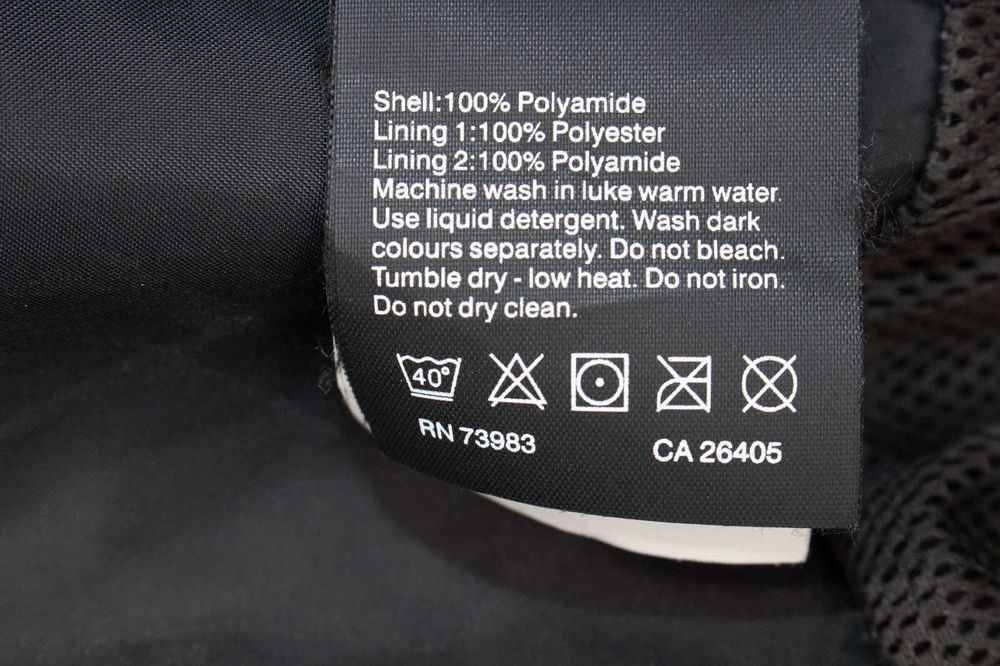 Shell:100% Polyamide
Lining 1:100% Polyester
Lining 2:100% Polyamide
Machine wash in luke warm water.
Use liquid detergent. Wash dark
colours separately. Do not bleach.
Tumble dry - low heat. Do not iron.
Do not dry clean.
40°
RN 73983
CA 26405